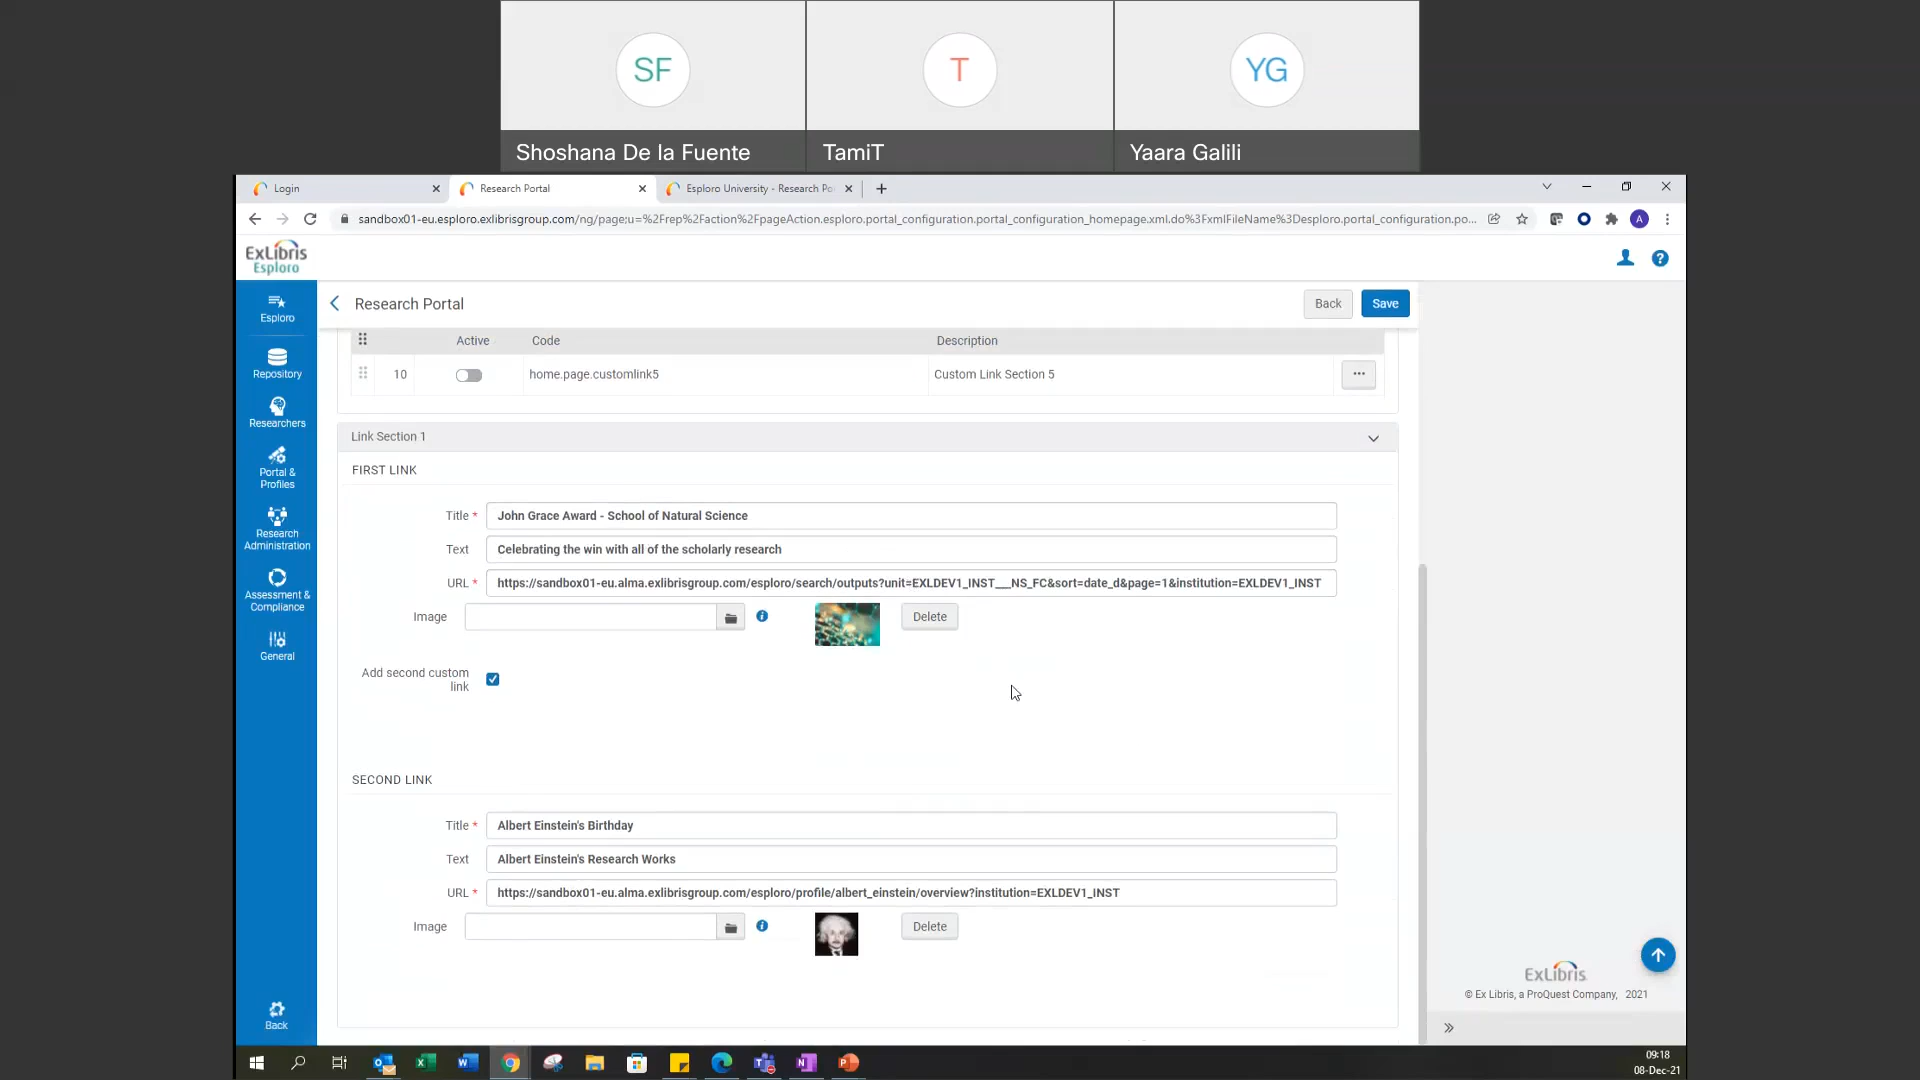 SF
T
YG
Shoshana De la Fuente
TamiT
Yaara Galili
Login
Research Portal
Esploro University - Research Po
sandbox01-eu.esploro.exlibrisgroup.com/ng/page;u=%2Frep%2Faction%2FpageAction.esploro.portal_configuration.portal_configuration_homepage.xml.do%3FxmlFileName%3Desploro.portal_configuration.po...
A
ExLibris
Esploro
Research Portal
Back
Save
Esploro
Repository
Researchers
Portal &
Profiles
Research
Administration
Assessment &
Compliance
General
Back
Active
Code
Description
10
home.page.customlink5
Custom Link Section 5
Link Section 1
FIRST LINK
Title *
John Grace Award - School of Natural Science
Text
Celebrating the win with all of the scholarly research
URL *
https://sandbox01-eu.alma.exlibrisgroup.com/esploro/search/outputs?unit=EXLDEV1_INST___NS_FC&sort=date_d&page=1&institution=EXLDEV1_INST
Image
Delete
Add second custom
link
SECOND LINK
Title *
Albert Einstein's Birthday
Text
Albert Einstein's Research Works
URL *
https://sandbox01-eu.alma.exlibrisgroup.com/esploro/profile/albert_einstein/overview?institution=EXLDEV1_INST
Image
Delete
ExLibris
© Ex Libris, a ProQuest Company, 2021
09:18
08-Dec-21